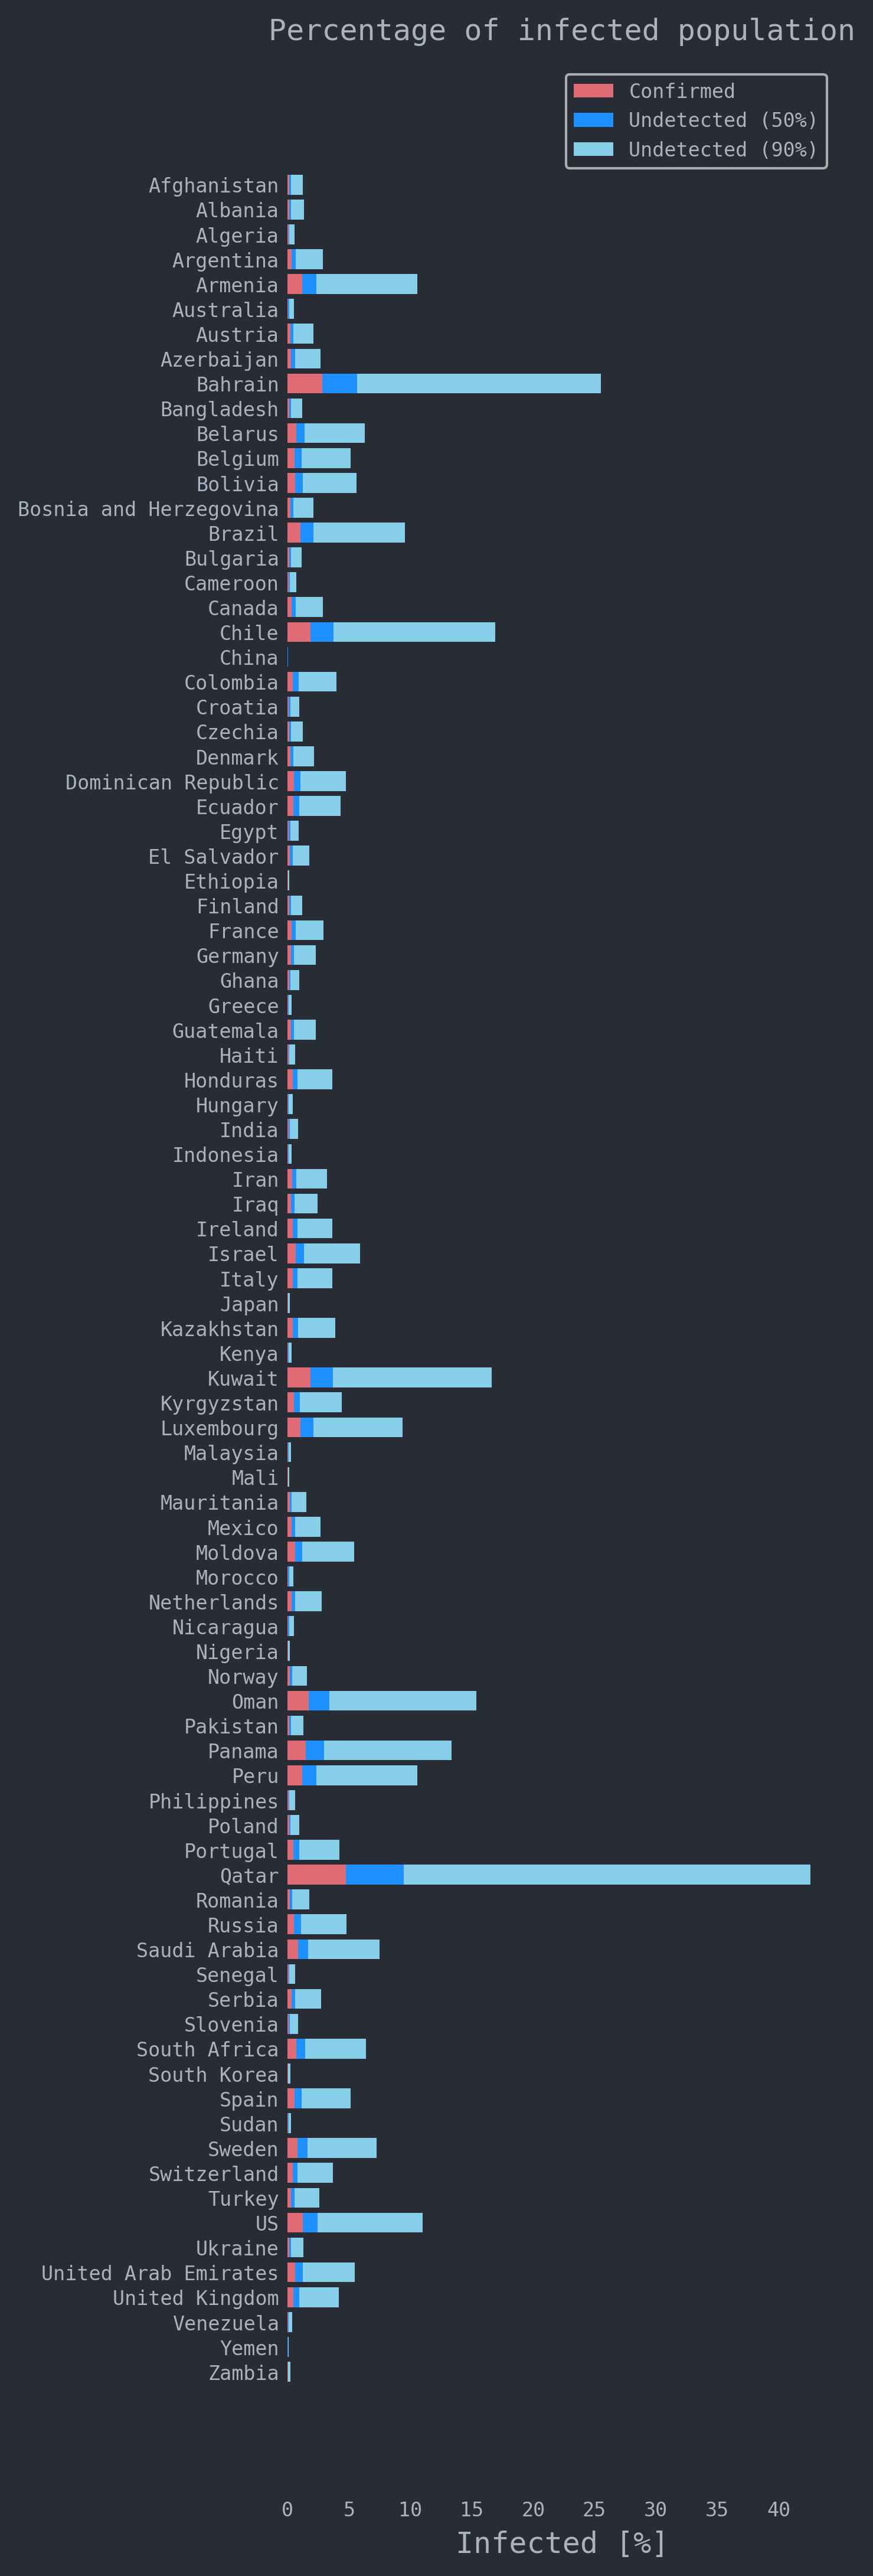 Percentage of infected population
Confirmed
Undetected (50%)
Undetected (90%)
Afghanistan
Albania
Algeria
Argentina
Armenia
Australia
Austria
Azerbaijan
Bahrain
Bangladesh
Belarus
Belgium
Bolivia
Bosnia and Herzegovina
Brazil
Bulgaria
Cameroon
Canada
Chile
China
Colombia
Croatia
Czechia
Denmark
Dominican Republic
Ecuador
Egypt
El Salvador
Ethiopia
Finland
France
Germany
Ghana
Greece
Guatemala
Haiti
Honduras
Hungary
India
Indonesia
Iran
Iraq
Ireland
Israel
Italy
Japan
Kazakhstan
Kenya
Kuwait
Kyrgyzstan
Luxembourg
Malaysia
Mali
Mauritania
Mexico
Moldova
Morocco
Netherlands
Nicaragua
Nigeria
Norway
Oman
Pakistan
Panama
Peru
Philippines
Poland
Portugal
Qatar
Romania
Russia
Saudi Arabia
Senegal
Serbia
Slovenia
South Africa
South Korea
Spain
Sudan
Sweden
Switzerland
Turkey
US
Ukraine
United Arab Emirates
United Kingdom
Venezuela
Yemen
Zambia
0 5 10 15 20 25 30 35 40
Infected [%]